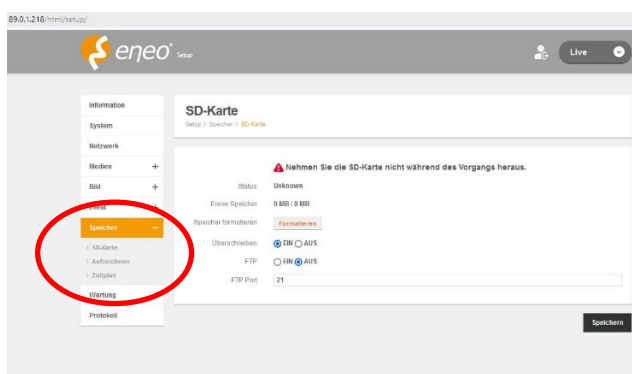 89.0.1.218/html/setup/
eneo Setup
Live
Information
System
Netzwerk
Medien +
Bild +
Event +
Speicher −
> SD-Karte
> Aufzeichnen
> Zeitplan
Wartung
Protokoll
SD-Karte
Setup > Speicher > SD-Karte
Nehmen Sie die SD-Karte nicht während des Vorgangs heraus.
Status Unknown
Freier Speicher 0 MB / 0 MB
Speicher formatieren Formatieren
Überschreiben EIN AUS
FTP EIN AUS
FTP Port 21
Speichern